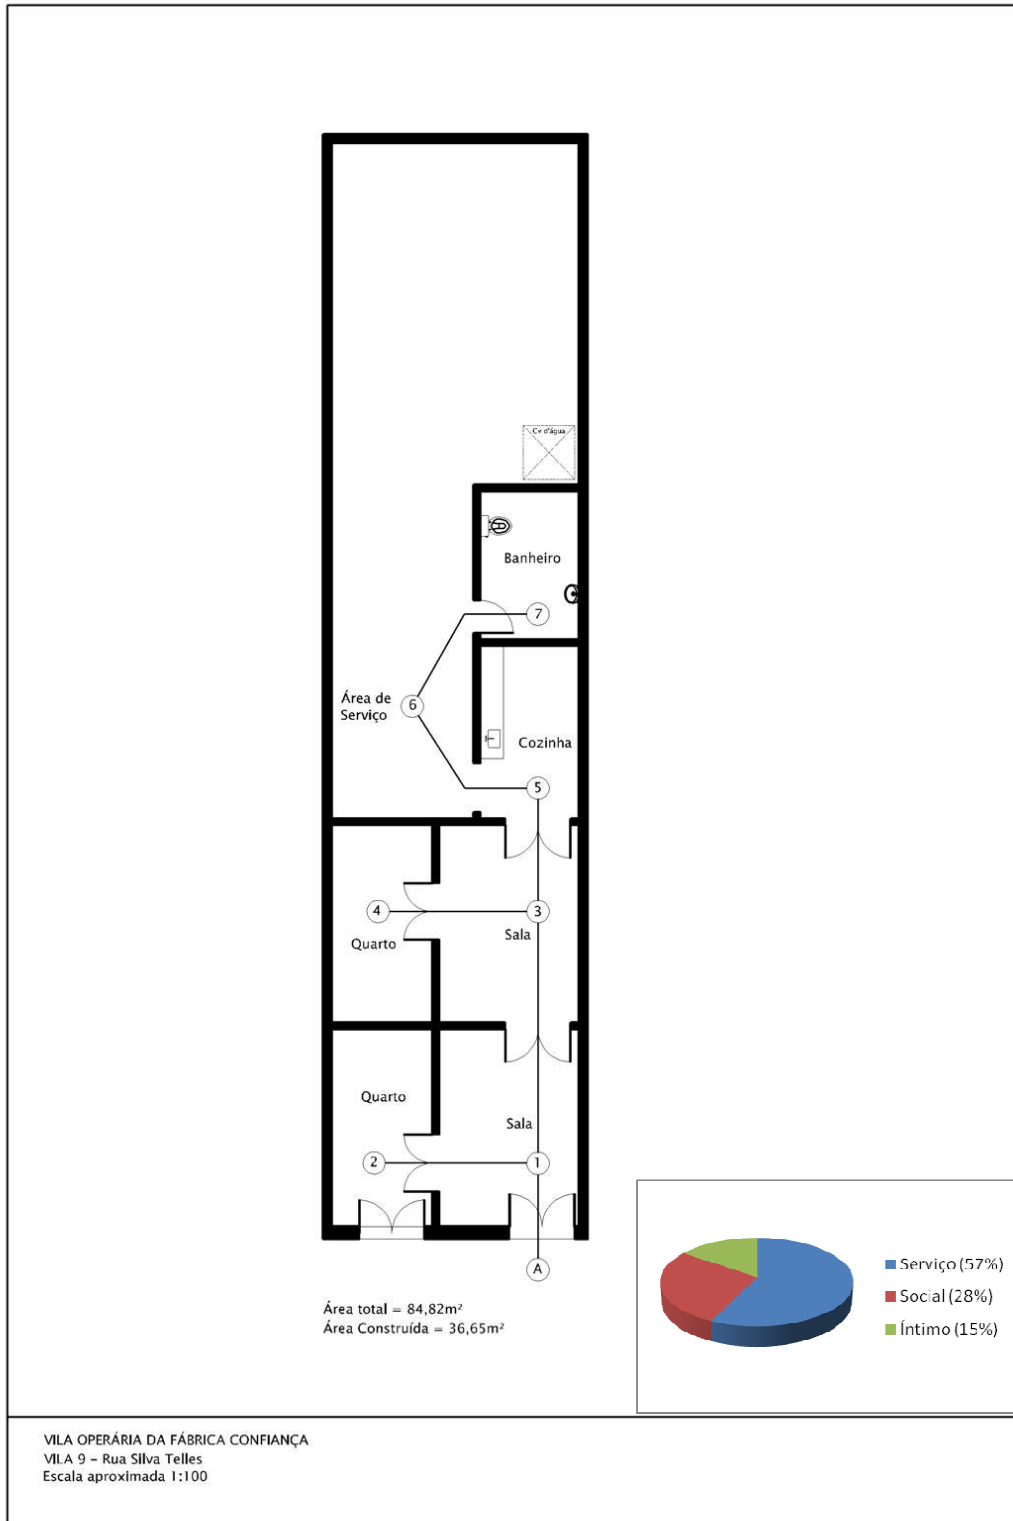 Cx d'água
Banheiro
7
Área de
Serviço
6
Cozinha
5
4
3
Quarto
Sala
Quarto
Sala
2
1
A
Serviço (57%)
Social (28%)
Íntimo (15%)
Área total = 84,82m²
Área Construída = 36,65m²
VILA OPERÁRIA DA FÁBRICA CONFIANÇA
VILA 9 – Rua Silva Telles
Escala aproximada 1:100